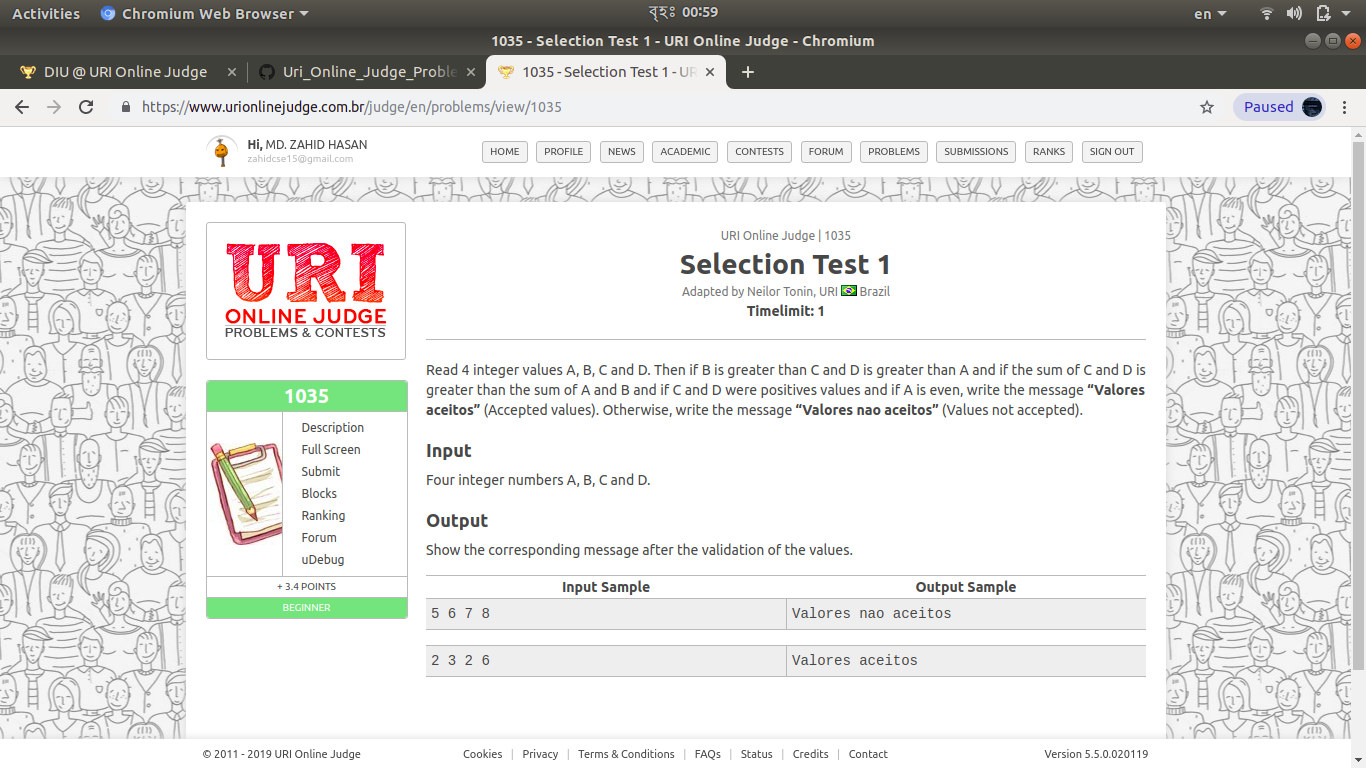 Activities Chromium Web Browser বৃহঃ 00:59 en
1035 - Selection Test 1 - URI Online Judge - Chromium
DIU @ URI Online Judge Uri_Online_Judge_Proble 1035 - Selection Test 1 - UR
https://www.urionlinejudge.com.br/judge/en/problems/view/1035 Paused
Hi, MD. ZAHID HASAN
zahidcse15@gmail.com
HOME PROFILE NEWS ACADEMIC CONTESTS FORUM PROBLEMS SUBMISSIONS RANKS SIGN OUT
URI
ONLINE JUDGE
PROBLEMS & CONTESTS
1035
Description
Full Screen
Submit
Blocks
Ranking
Forum
uDebug
+ 3.4 POINTS
BEGINNER
URI Online Judge | 1035
Selection Test 1
Adapted by Neilor Tonin, URI Brazil
Timelimit: 1
Read 4 integer values A, B, C and D. Then if B is greater than C and D is greater than A and if the sum of C and D is
greater than the sum of A and B and if C and D were positives values and if A is even, write the message “Valores
aceitos” (Accepted values). Otherwise, write the message “Valores nao aceitos” (Values not accepted).
Input
Four integer numbers A, B, C and D.
Output
Show the corresponding message after the validation of the values.
Input Sample Output Sample
5 6 7 8 Valores nao aceitos
2 3 2 6 Valores aceitos
© 2011 - 2019 URI Online Judge Cookies | Privacy | Terms & Conditions | FAQs | Status | Credits | Contact Version 5.5.0.020119